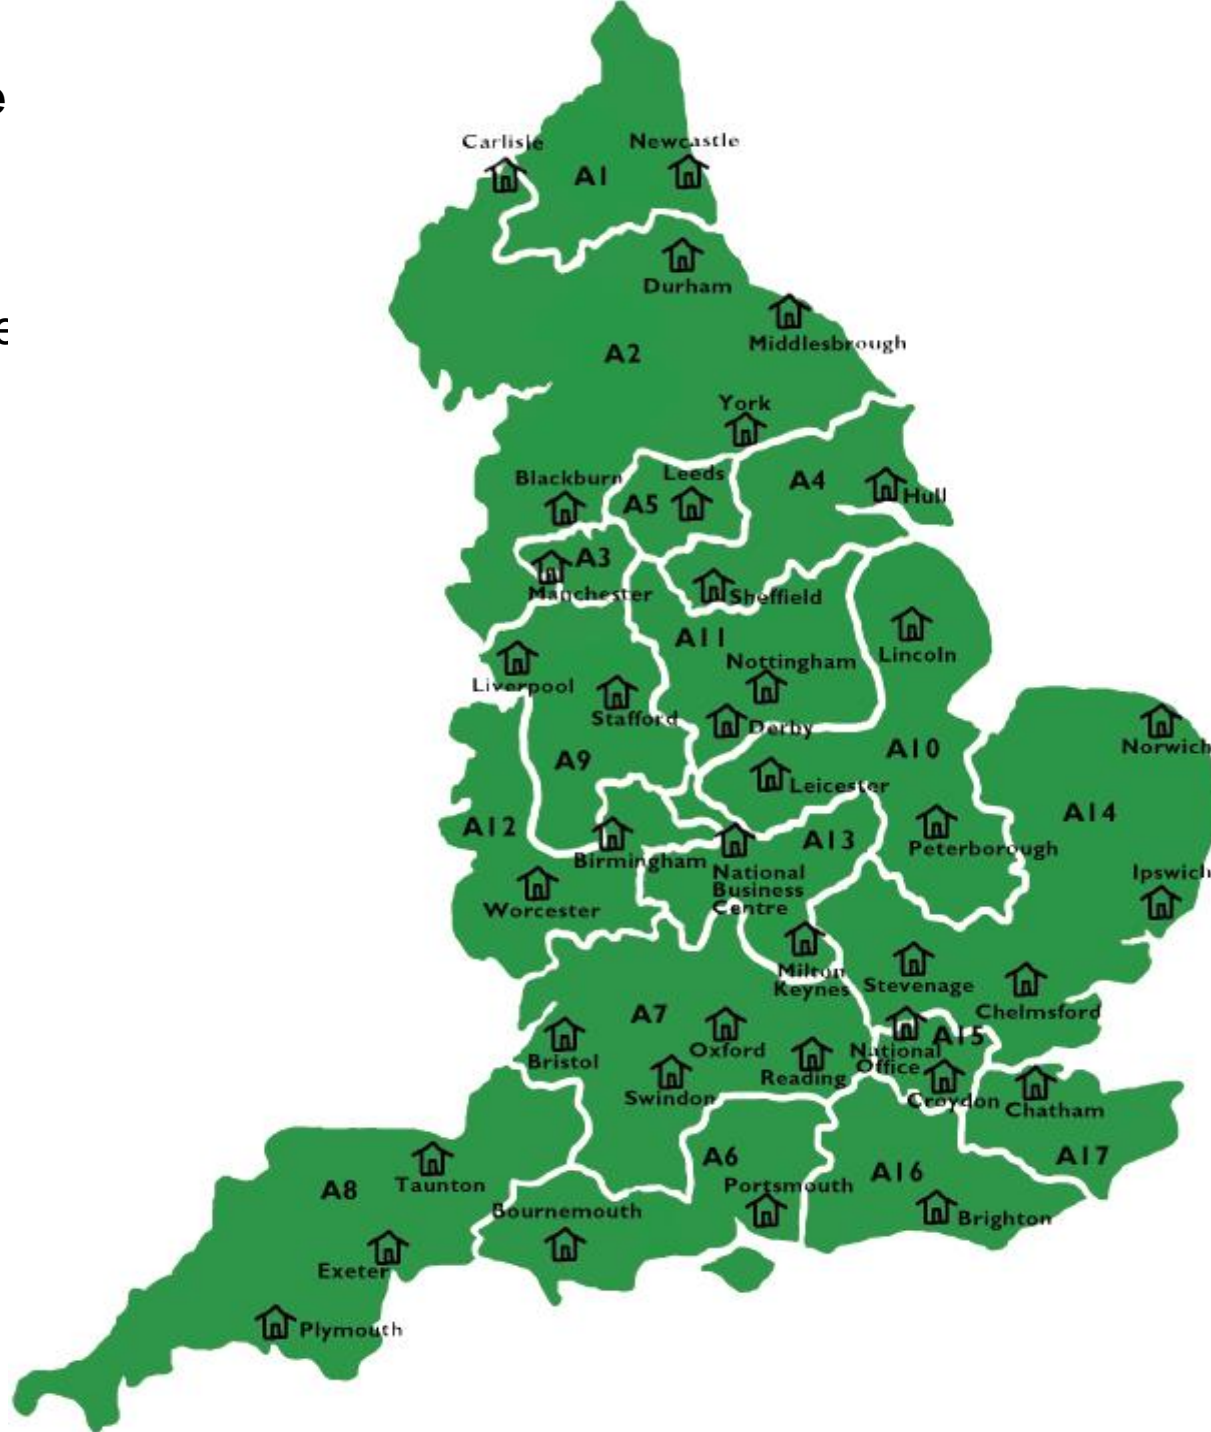 e
e
Carlisle
Newcastle
A1
Durham
Middlesbrough
A2
York
Blackburn
Leeds
A4
A5
Hull
A3
Manchester
Sheffield
A11
Lincoln
Nottingham
Liverpool
Stafford
Derby
Norwich
A10
A9
Leicester
A14
A12
A13
Peterborough
Birmingham
National
Business
Centre
Ipswich
Worcester
Milton
Keynes
Stevenage
Chelmsford
A7
Oxford
Bristol
A15
National
Office
Reading
Swindon
Croydon
Chatham
A6
A17
A16
A8
Taunton
Portsmouth
Bournemouth
Brighton
Exeter
Plymouth